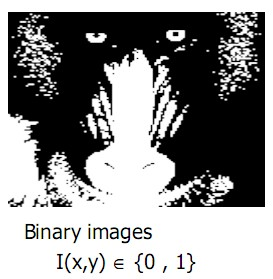 Binary images
I(x,y) ∈ {0 , 1}